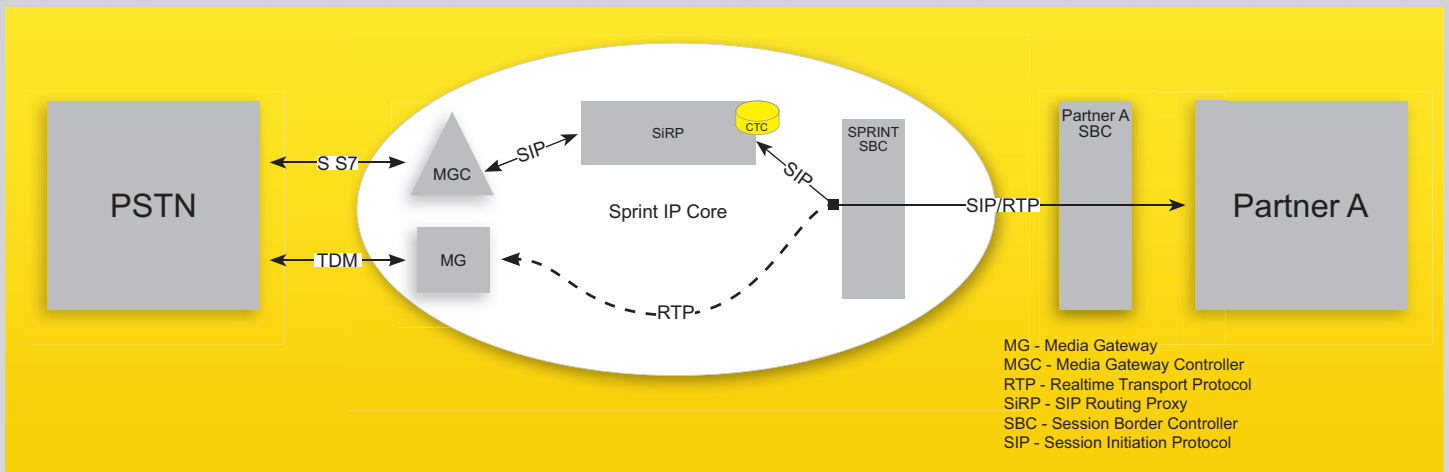 PSTN
S S7
TDM
MGC
MG
SIP
SiRP
CTC
Sprint IP Core
SIP
RTP
SPRINT
SBC
SIP/RTP
Partner A
SBC
Partner A
MG - Media Gateway
MGC - Media Gateway Controller
RTP - Realtime Transport Protocol
SiRP - SIP Routing Proxy
SBC - Session Border Controller
SIP - Session Initiation Protocol